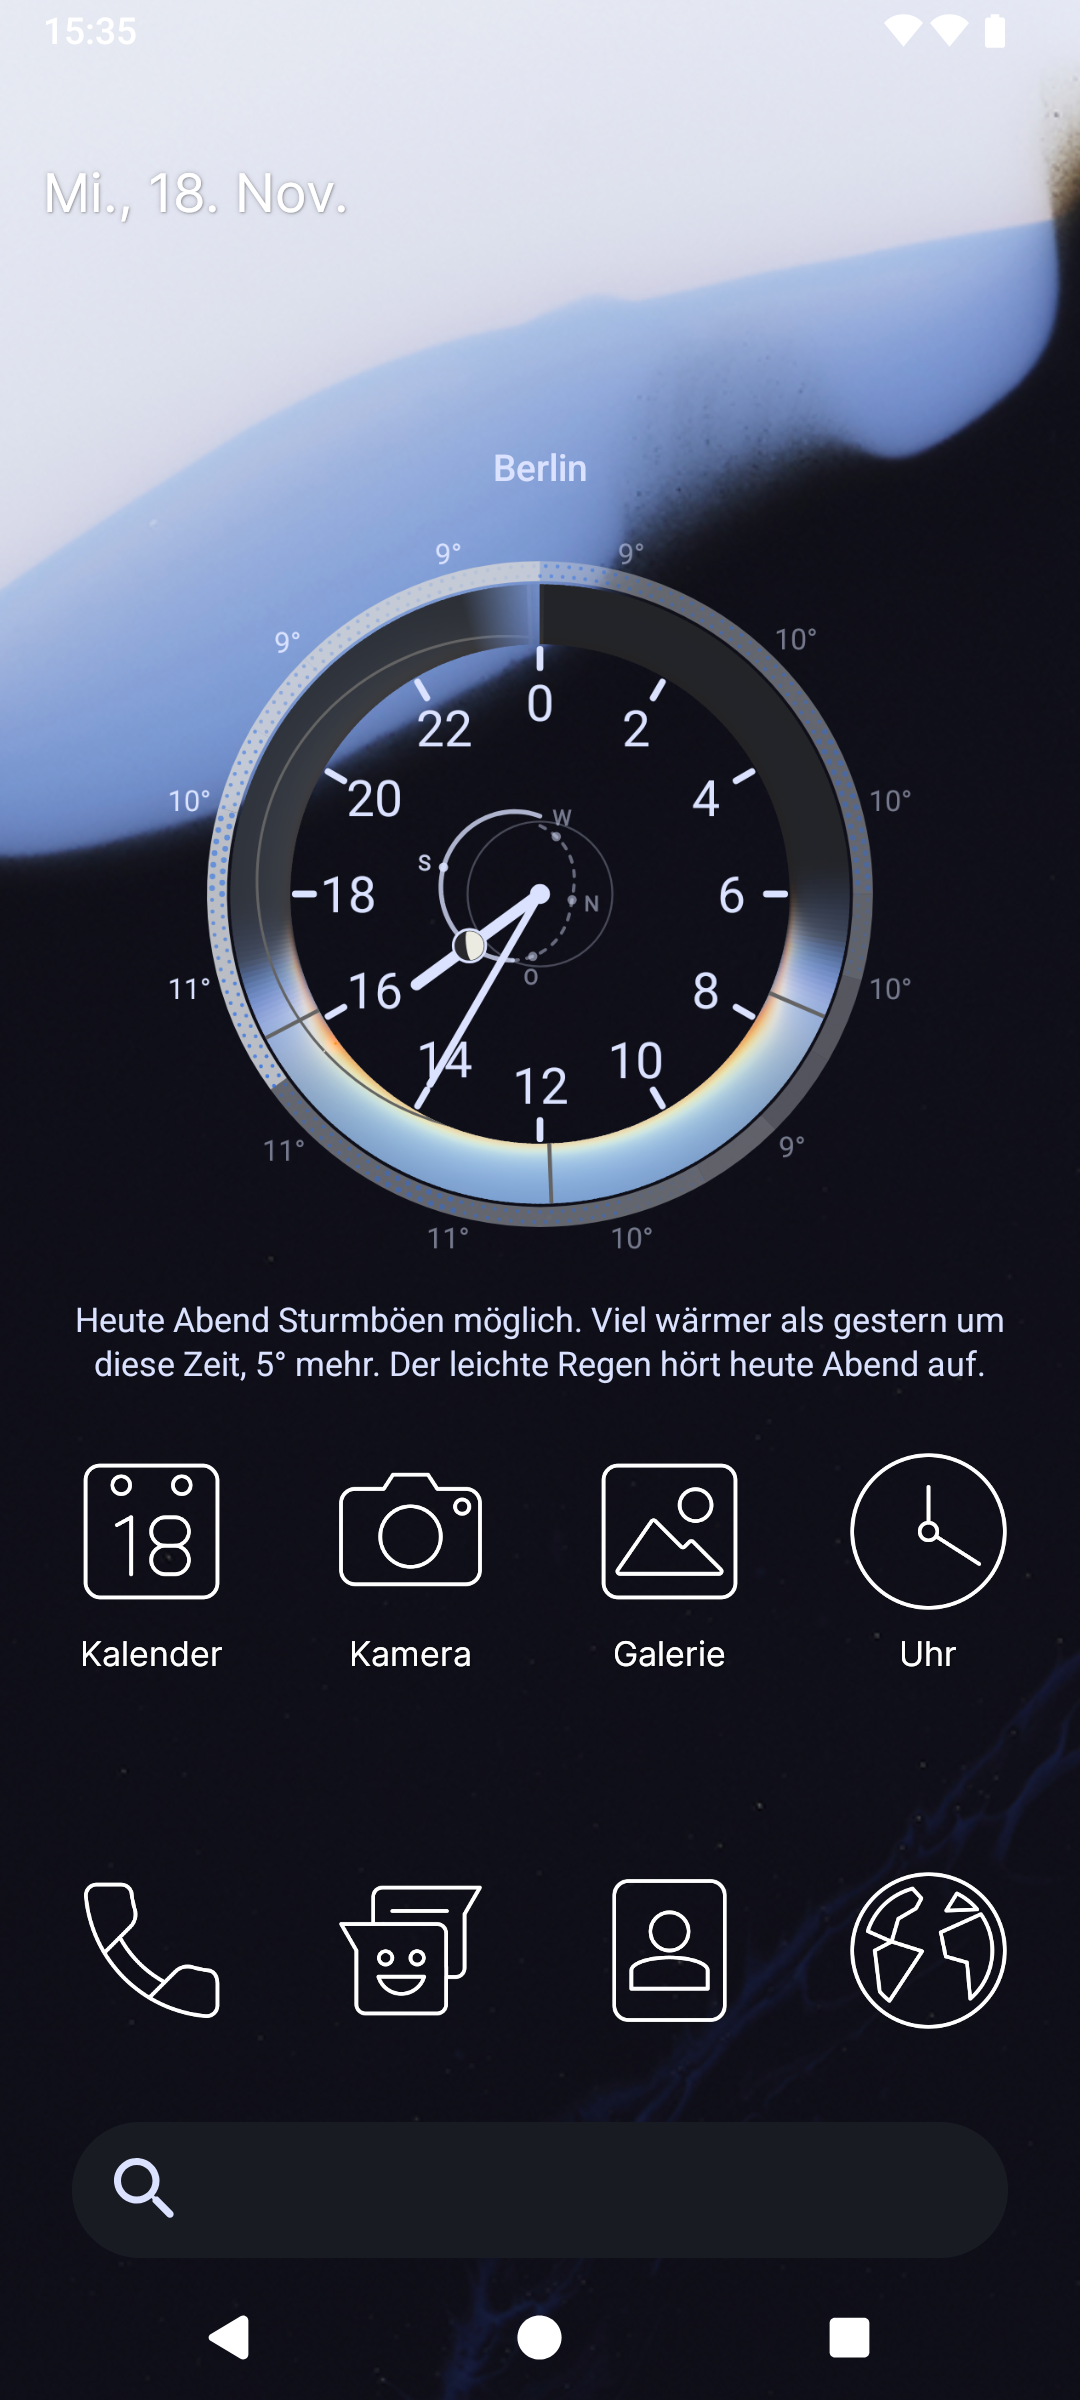 15:35
Mi., 18. Nov.
Berlin
9° 9°
9° 10°
10° 10°
11° 10°
11° 9°
11° 10°
0
22 2
20 4
18 6
16 8
14 10
12
W
S
N
O
Heute Abend Sturmböen möglich. Viel wärmer als gestern um
diese Zeit, 5° mehr. Der leichte Regen hört heute Abend auf.
18
Kalender Kamera Galerie Uhr